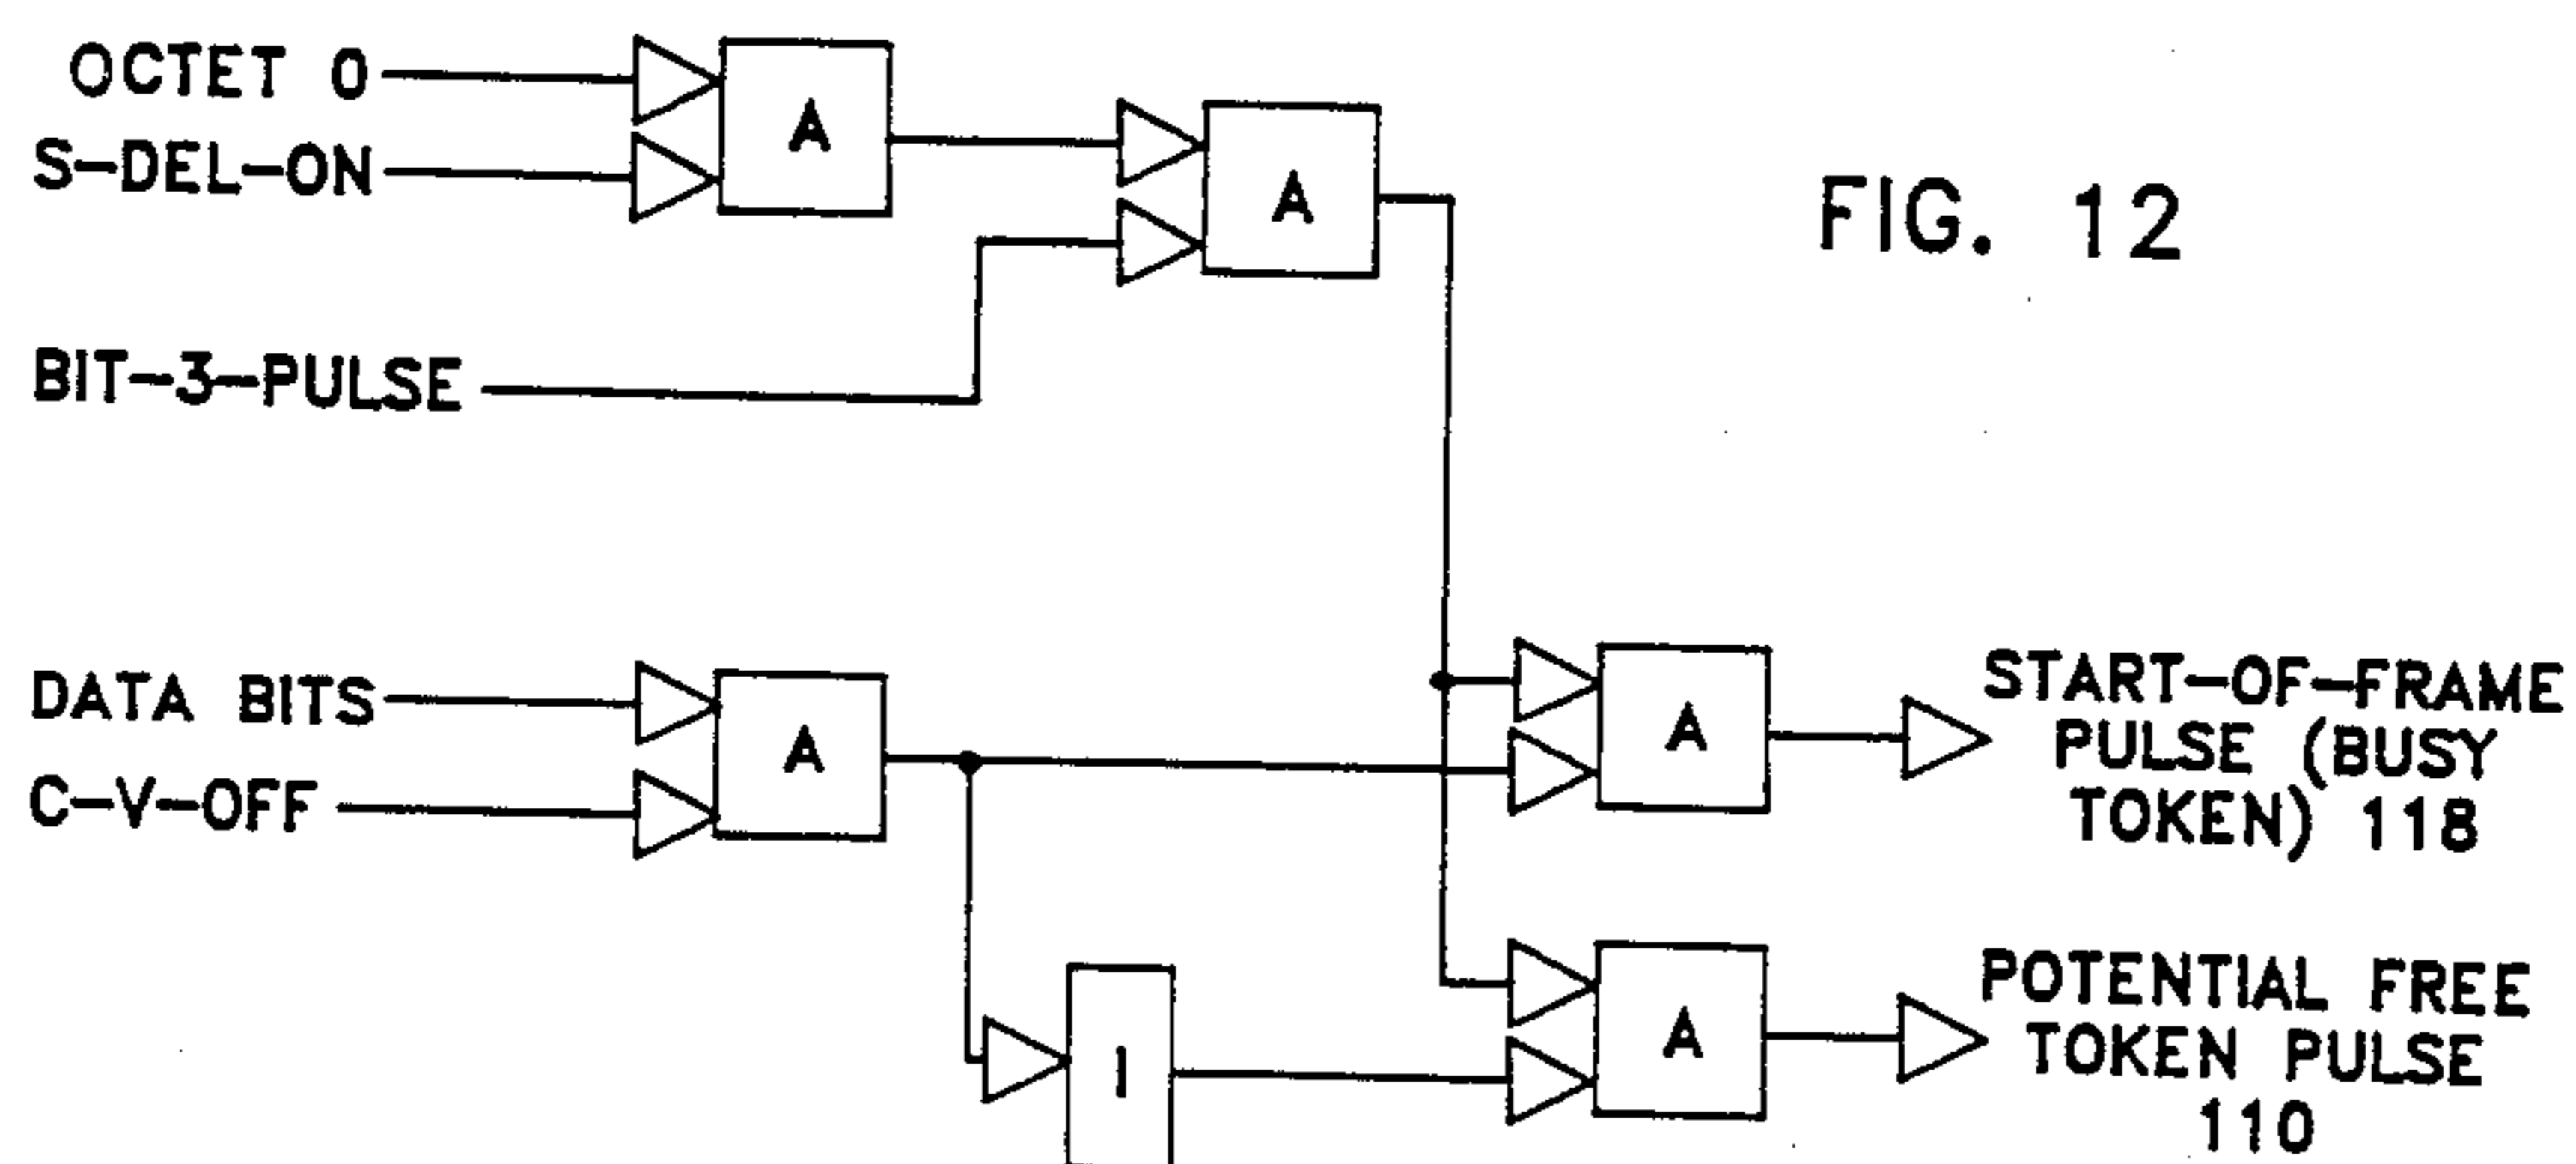 OCTET 0
A
S-DEL-ON
A
FIG. 12
BIT-3-PULSE
DATA BITS
A
C-V-OFF
A
START-OF-FRAME
PULSE (BUSY
TOKEN) 118
I
A
POTENTIAL FREE
TOKEN PULSE
110